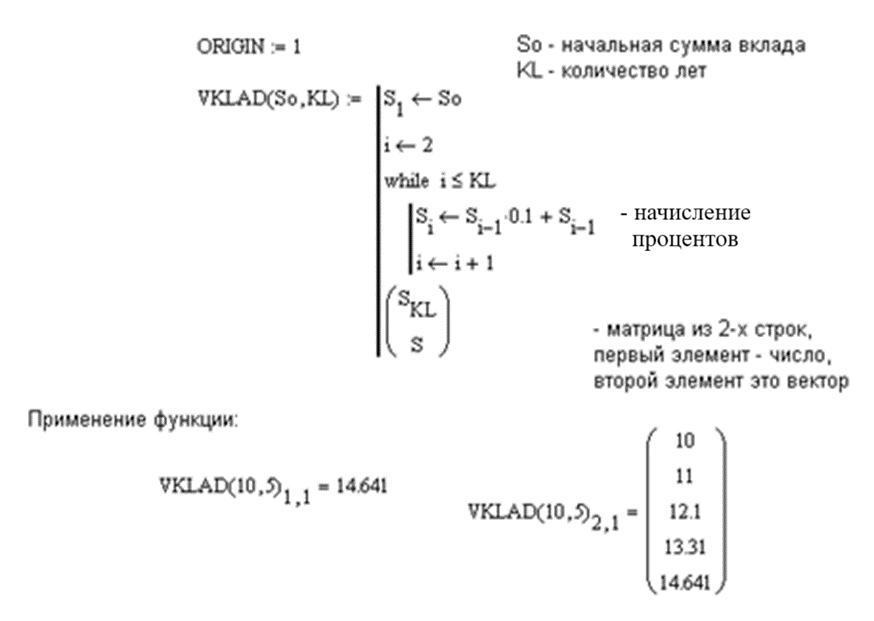 ORIGIN := 1
So - начальная сумма вклада
KL - количество лет
VKLAD(So,KL) := S₁ ← So
i ← 2
while i ≤ KL
Sᵢ ← Sᵢ₋₁·0.1 + Sᵢ₋₁ - начисление
процентов
i ← i + 1
S_KL
S
- матрица из 2-х строк,
первый элемент - число,
второй элемент это вектор
Применение функции:
VKLAD(10,5)₁,₁ = 14.641
VKLAD(10,5)₂,₁ =
10
11
12.1
13.31
14.641